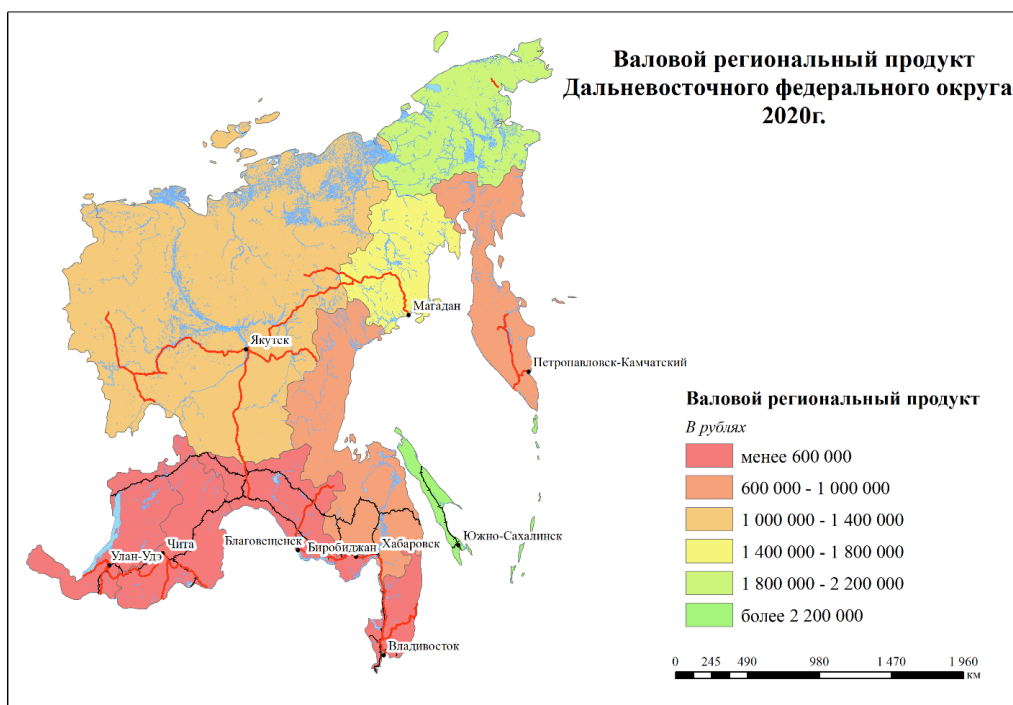 Валовой региональный продукт
Дальневосточного федерального округа
2020г.
Магадан
Якутск
Петропавловск-Камчатский
Валовой региональный продукт
В рублях
менее 600 000
600 000 - 1 000 000
1 000 000 - 1 400 000
1 400 000 - 1 800 000
1 800 000 - 2 200 000
более 2 200 000
Южно-Сахалинск
Благовещенск
Биробиджан
Хабаровск
Чита
Улан-Удэ
Владивосток
0 245 490 980 1 470 1 960
км